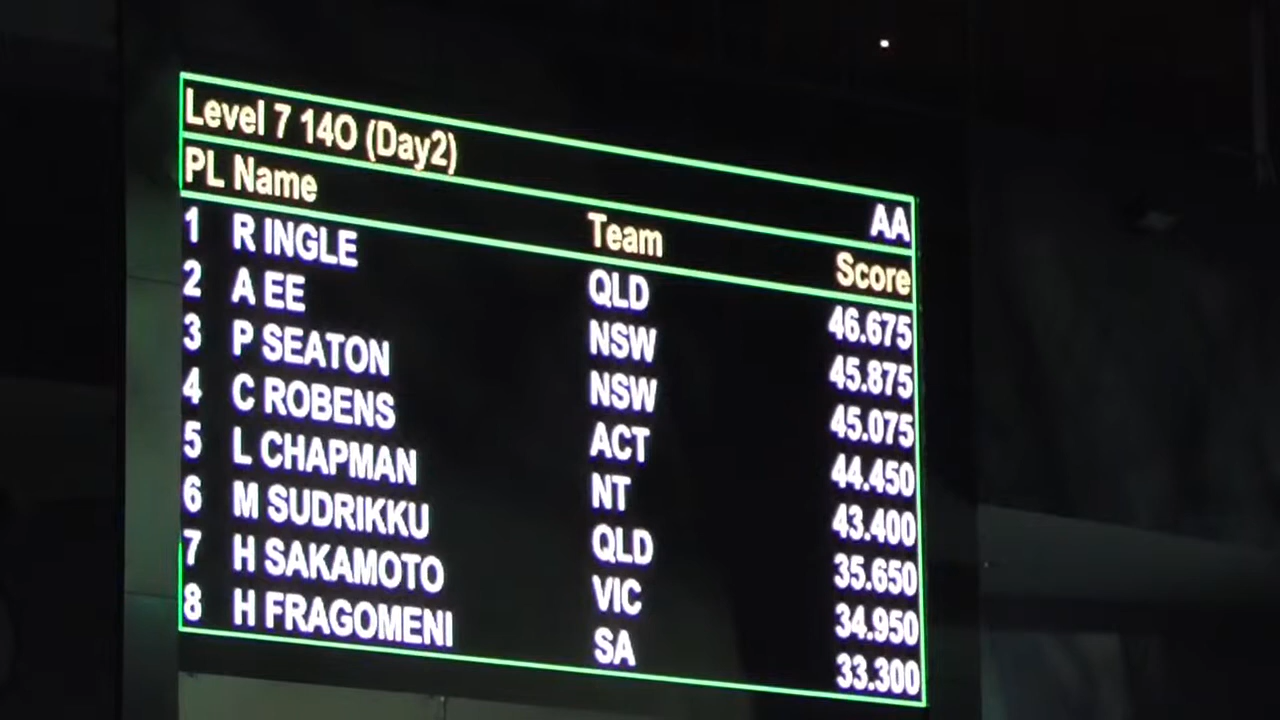 Level 7 14O (Day2) AA
PL Name Team Score
1 R INGLE QLD 46.675
2 A EE NSW 45.875
3 P SEATON NSW 45.075
4 C ROBENS ACT 44.450
5 L CHAPMAN NT 43.400
6 M SUDRIKKU QLD 35.650
7 H SAKAMOTO VIC 34.950
8 H FRAGOMENI SA 33.300